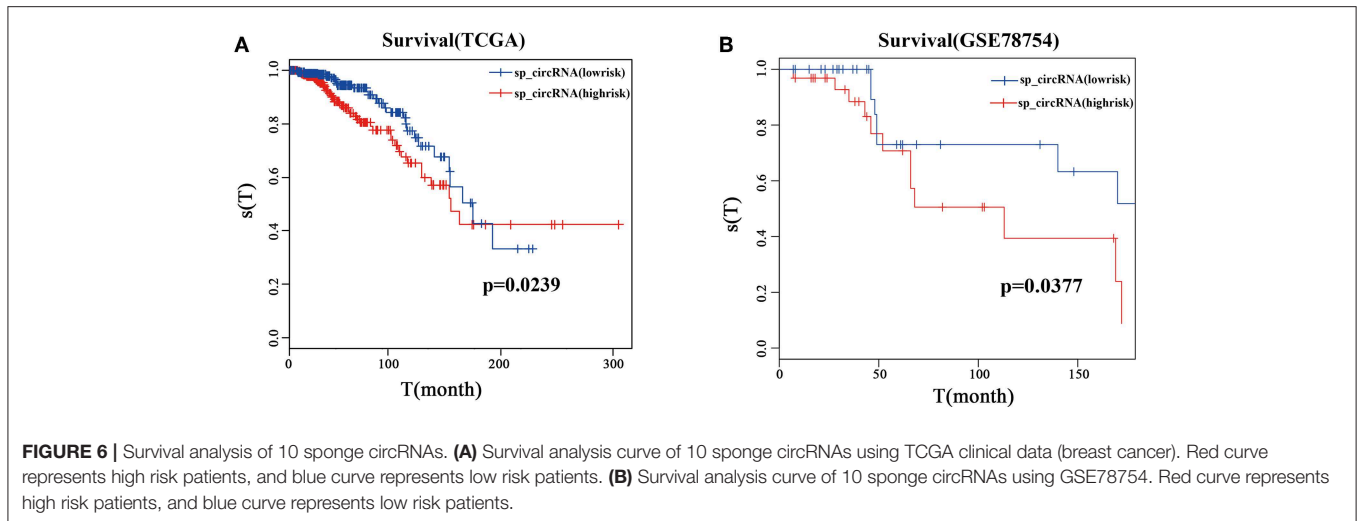 A
Survival(TCGA)
sp_circRNA(lowrisk)
sp_circRNA(highrisk)
1.0
0.8
0.6
0.4
0.2
1.0
s(T)
p=0.0239
0
100
200
300
T(month)
B
Survival(GSE78754)
sp_circRNA(lowrisk)
sp_circRNA(highrisk)
1.0
0.8
0.6
0.4
0.2
1.0
s(T)
p=0.0377
0
50
100
150
T(month)
FIGURE 6 | Survival analysis of 10 sponge circRNAs. (A) Survival analysis curve of 10 sponge circRNAs using TCGA clinical data (breast cancer). Red curve
represents high risk patients, and blue curve represents low risk patients. (B) Survival analysis curve of 10 sponge circRNAs using GSE78754. Red curve represents
high risk patients, and blue curve represents low risk patients.